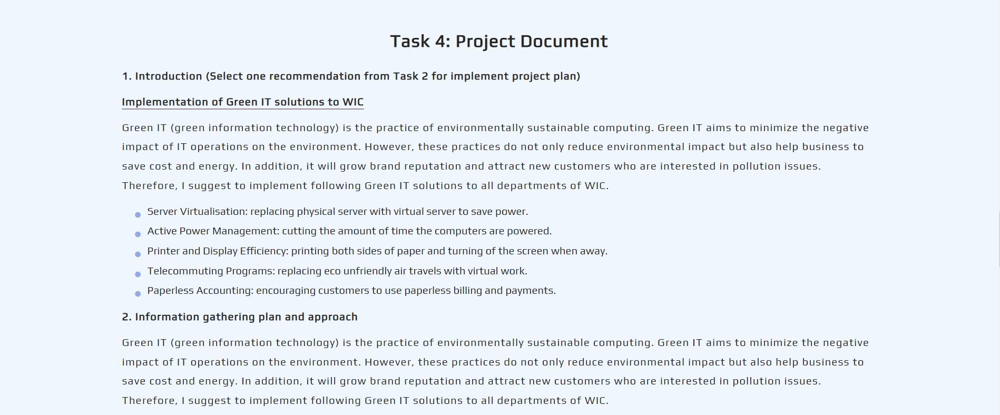 Task 4: Project Document
1. Introduction (Select one recommendation from Task 2 for implement project plan)
Implementation of Green IT solutions to WIC
Green IT (green information technology) is the practice of environmentally sustainable computing. Green IT aims to minimize the negative
impact of IT operations on the environment. However, these practices do not only reduce environmental impact but also help business to
save cost and energy. In addition, it will grow brand reputation and attract new customers who are interested in pollution issues.
Therefore, I suggest to implement following Green IT solutions to all departments of WIC.
Server Virtualisation: replacing physical server with virtual server to save power.
Active Power Management: cutting the amount of time the computers are powered.
Printer and Display Efficiency: printing both sides of paper and turning of the screen when away.
Telecommuting Programs: replacing eco unfriendly air travels with virtual work.
Paperless Accounting: encouraging customers to use paperless billing and payments.
2. Information gathering plan and approach
Green IT (green information technology) is the practice of environmentally sustainable computing. Green IT aims to minimize the negative
impact of IT operations on the environment. However, these practices do not only reduce environmental impact but also help business to
save cost and energy. In addition, it will grow brand reputation and attract new customers who are interested in pollution issues.
Therefore, I suggest to implement following Green IT solutions to all departments of WIC.